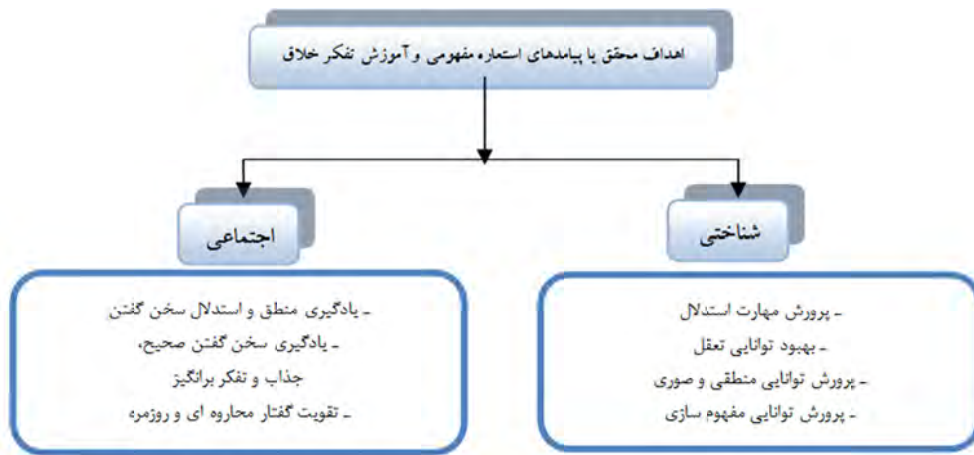 اهداف محقق یا پیامدهای استعاره مفهومی و آموزش تفکر خلاق
شناختی
ـ پرورش مهارت استدلال
ـ بهبود توانایی تعقل
ـ پرورش توانایی منطقی و صوری
ـ پرورش توانایی مفهوم سازی
اجتماعی
ـ یادگیری منطق و استدلال سخن گفتن
ـ یادگیری سخن گفتن صحیح،
جذاب و تفکر برانگیز
ـ تقویت گفتار محاروه ای و روزمره